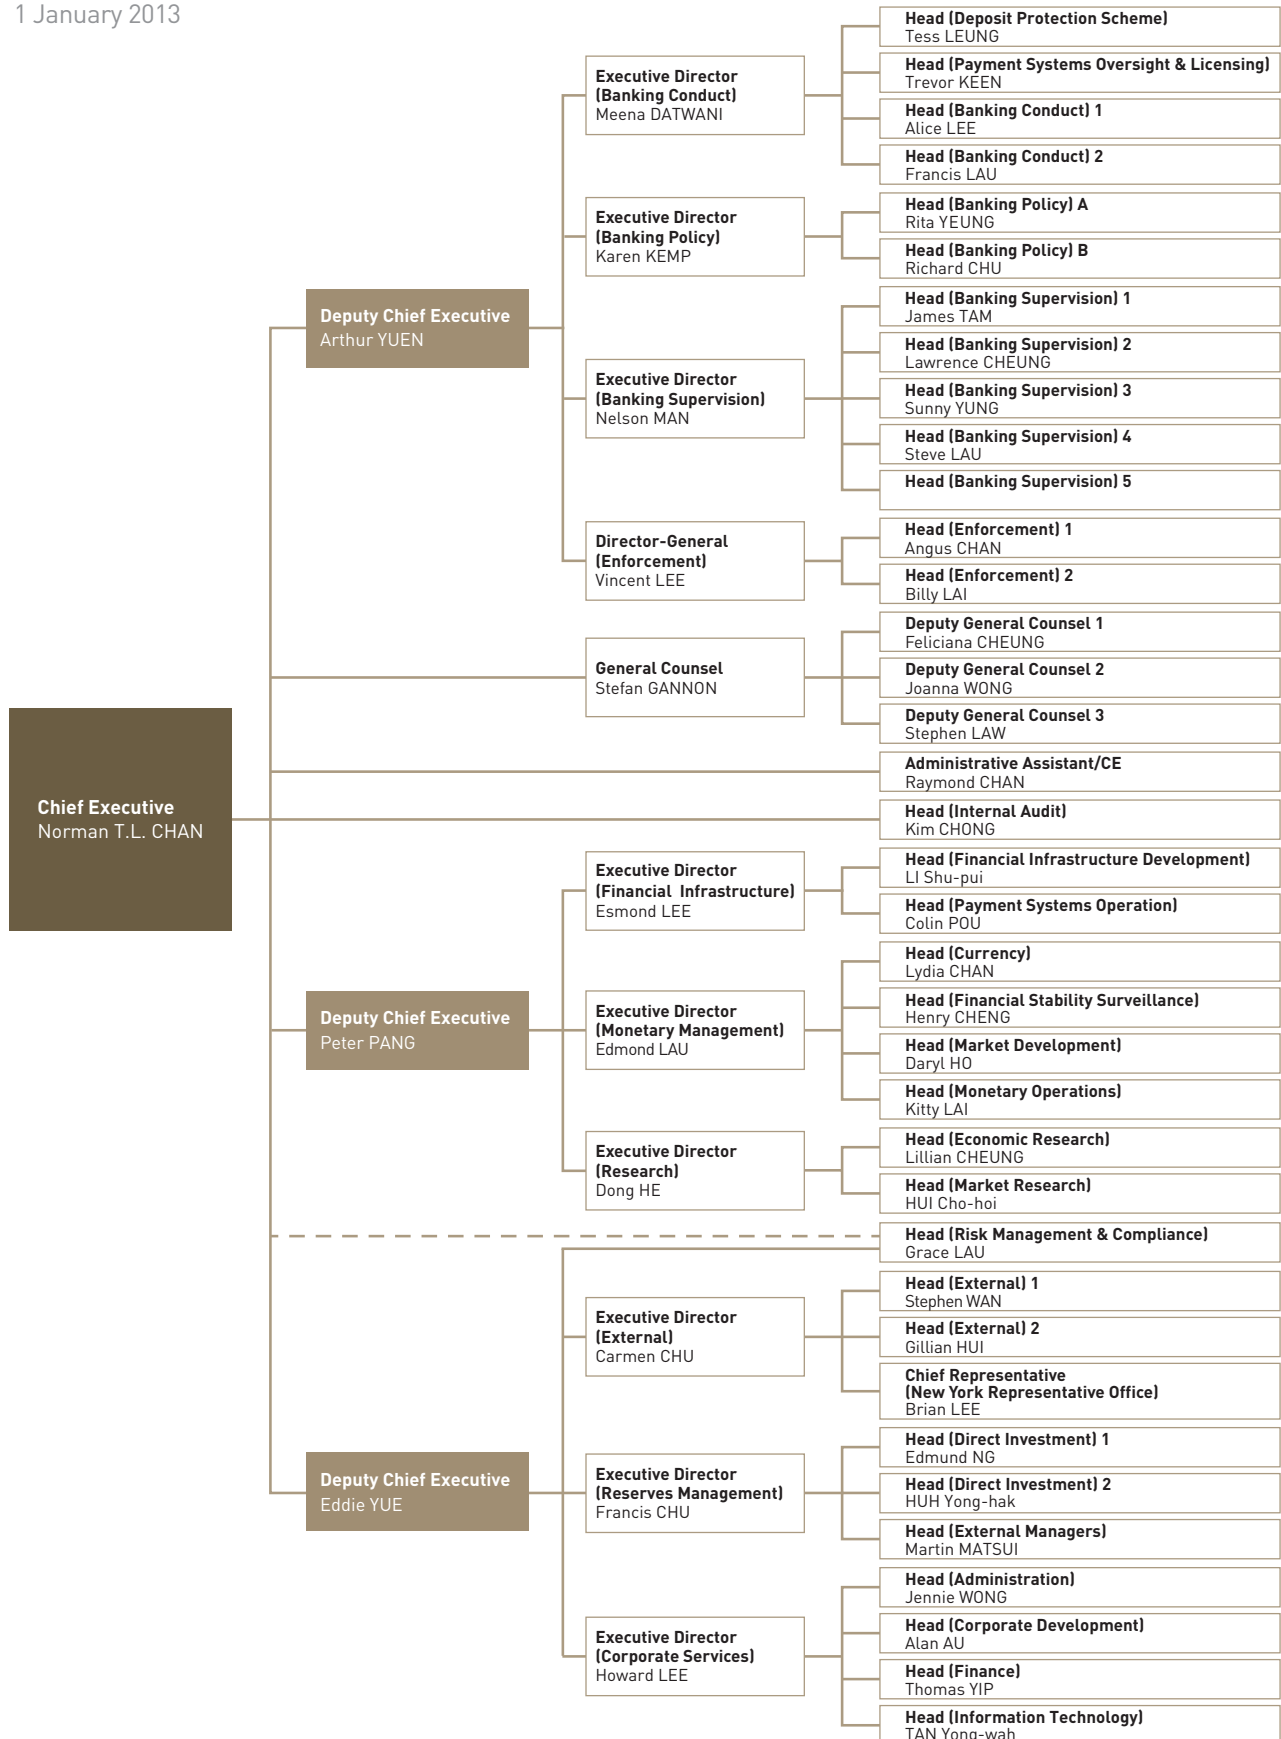 1 January 2013
Chief Executive
Norman T.L. CHAN
Deputy Chief Executive
Arthur YUEN
Executive Director
(Banking Conduct)
Meena DATWANI
Head (Deposit Protection Scheme)
Tess LEUNG
Head (Payment Systems Oversight & Licensing)
Trevor KEEN
Head (Banking Conduct) 1
Alice LEE
Head (Banking Conduct) 2
Francis LAU
Executive Director
(Banking Policy)
Karen KEMP
Head (Banking Policy) A
Rita YEUNG
Head (Banking Policy) B
Richard CHU
Executive Director
(Banking Supervision)
Nelson MAN
Head (Banking Supervision) 1
James TAM
Head (Banking Supervision) 2
Lawrence CHEUNG
Head (Banking Supervision) 3
Sunny YUNG
Head (Banking Supervision) 4
Steve LAU
Head (Banking Supervision) 5
Director-General
(Enforcement)
Vincent LEE
Head (Enforcement) 1
Angus CHAN
Head (Enforcement) 2
Billy LAI
General Counsel
Stefan GANNON
Deputy General Counsel 1
Feliciana CHEUNG
Deputy General Counsel 2
Joanna WONG
Deputy General Counsel 3
Stephen LAW
Administrative Assistant/CE
Raymond CHAN
Head (Internal Audit)
Kim CHONG
Deputy Chief Executive
Peter PANG
Executive Director
(Financial Infrastructure)
Esmond LEE
Head (Financial Infrastructure Development)
LI Shu-pui
Head (Payment Systems Operation)
Colin POU
Executive Director
(Monetary Management)
Edmond LAU
Head (Currency)
Lydia CHAN
Head (Financial Stability Surveillance)
Henry CHENG
Head (Market Development)
Daryl HO
Head (Monetary Operations)
Kitty LAI
Executive Director
(Research)
Dong HE
Head (Economic Research)
Lillian CHEUNG
Head (Market Research)
HUI Cho-hoi
Head (Risk Management & Compliance)
Grace LAU
Deputy Chief Executive
Eddie YUE
Executive Director
(External)
Carmen CHU
Head (External) 1
Stephen WAN
Head (External) 2
Gillian HUI
Chief Representative
(New York Representative Office)
Brian LEE
Executive Director
(Reserves Management)
Francis CHU
Head (Direct Investment) 1
Edmund NG
Head (Direct Investment) 2
HUH Yong-hak
Head (External Managers)
Martin MATSUI
Executive Director
(Corporate Services)
Howard LEE
Head (Administration)
Jennie WONG
Head (Corporate Development)
Alan AU
Head (Finance)
Thomas YIP
Head (Information Technology)
TAN Yong-wah